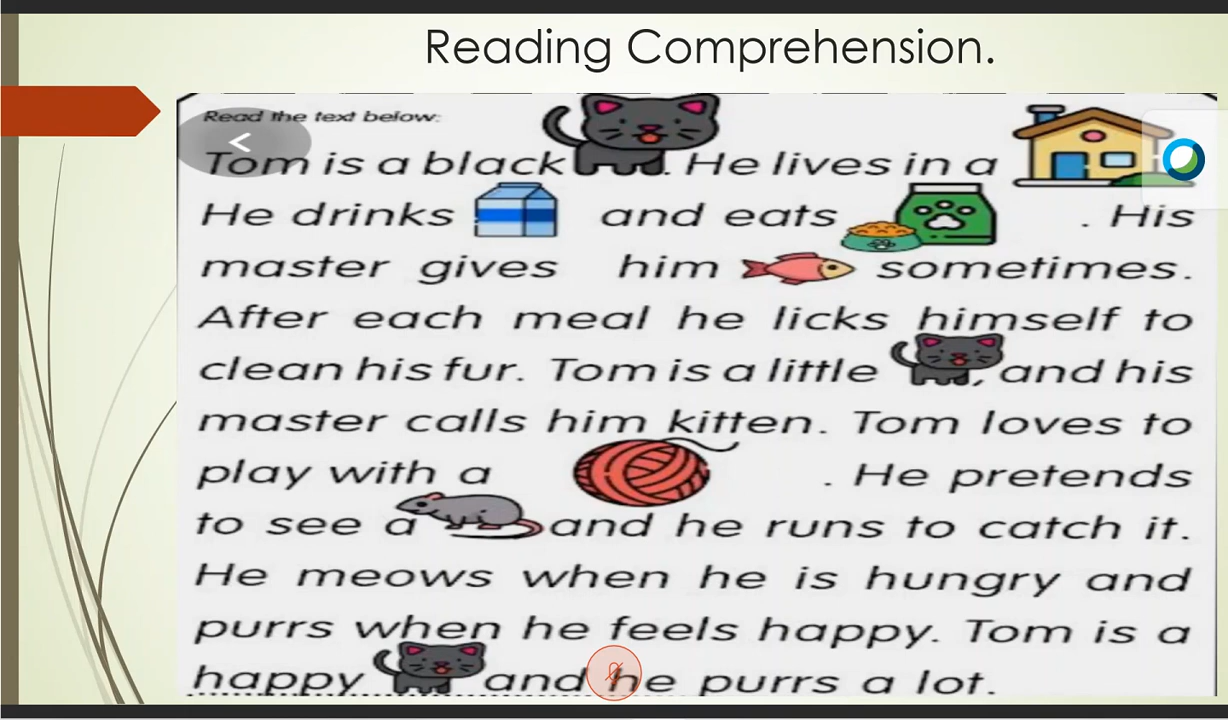 Reading Comprehension.
Read the text below:
Tom is a black . He lives in a
He drinks and eats . His
master gives him sometimes.
After each meal he licks himself to
clean his fur. Tom is a little , and his
master calls him kitten. Tom loves to
play with a . He pretends
to see a and he runs to catch it.
He meows when he is hungry and
purrs when he feels happy. Tom is a
happy and he purrs a lot.